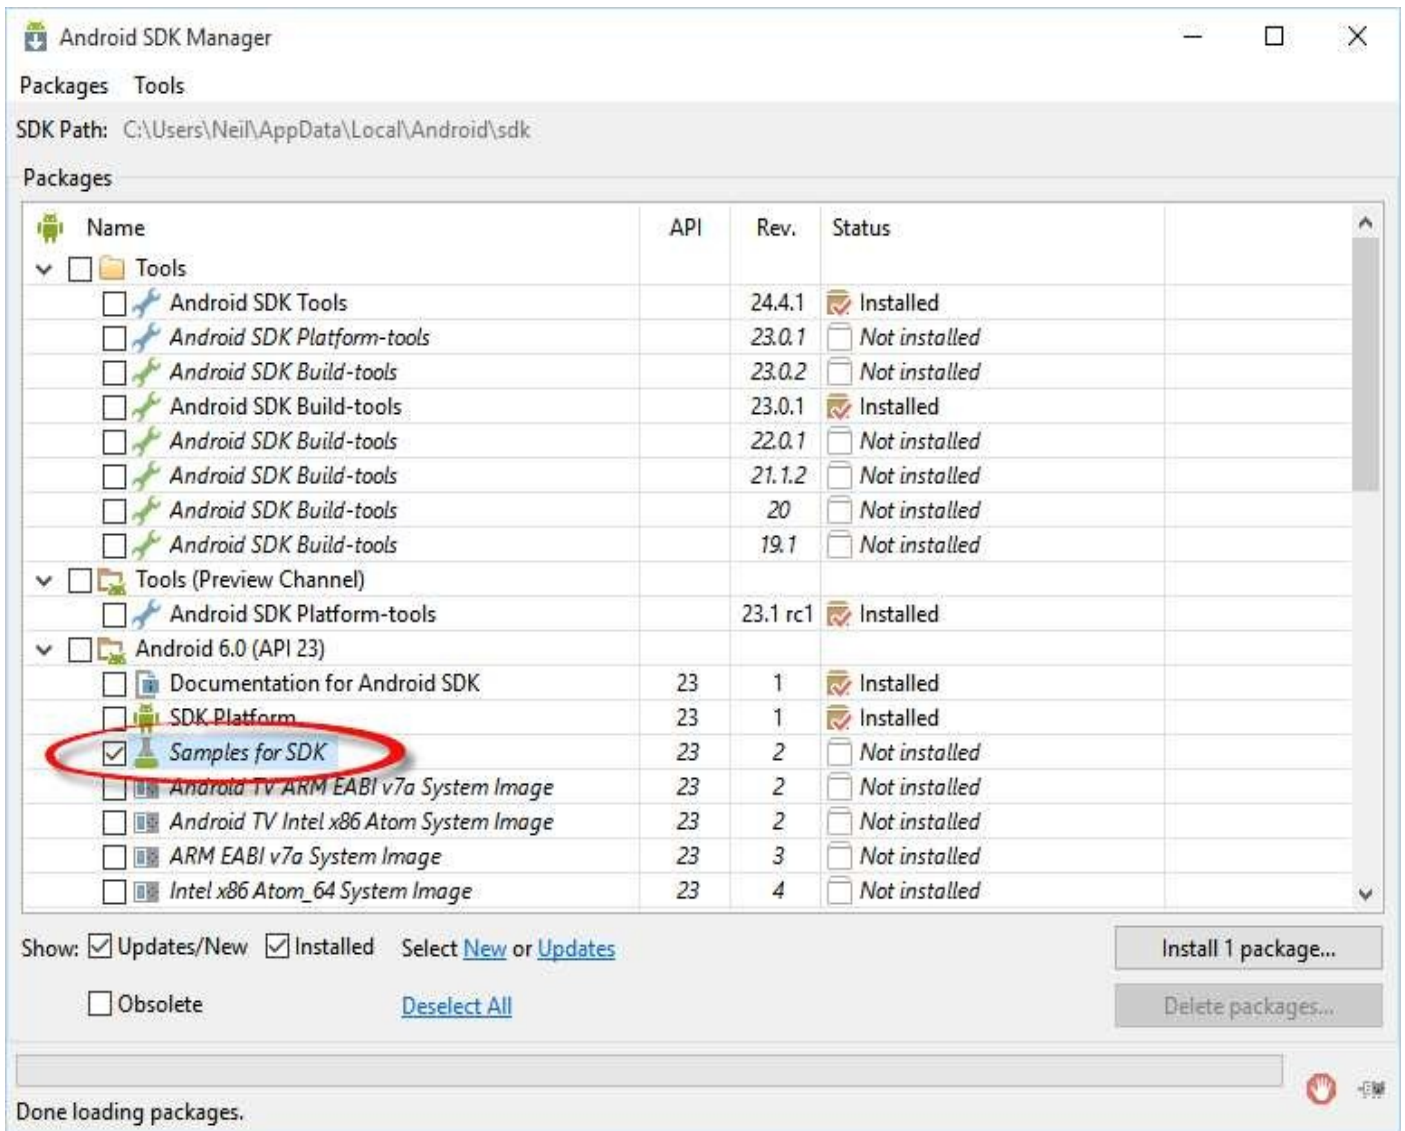 Android SDK Manager
Packages Tools
SDK Path: C:\Users\Neil\AppData\Local\Android\sdk
Packages
Name API Rev. Status
Tools
Android SDK Tools 24.4.1 Installed
Android SDK Platform-tools 23.0.1 Not installed
Android SDK Build-tools 23.0.2 Not installed
Android SDK Build-tools 23.0.1 Installed
Android SDK Build-tools 22.0.1 Not installed
Android SDK Build-tools 21.1.2 Not installed
Android SDK Build-tools 20 Not installed
Android SDK Build-tools 19.1 Not installed
Tools (Preview Channel)
Android SDK Platform-tools 23.1 rc1 Installed
Android 6.0 (API 23)
Documentation for Android SDK 23 1 Installed
SDK Platform 23 1 Installed
Samples for SDK 23 2 Not installed
Android TV ARM EABI v7a System Image 23 2 Not installed
Android TV Intel x86 Atom System Image 23 2 Not installed
ARM EABI v7a System Image 23 3 Not installed
Intel x86 Atom_64 System Image 23 4 Not installed
Show: Updates/New Installed Select New or Updates Install 1 package...
Obsolete Deselect All Delete packages...
Done loading packages.